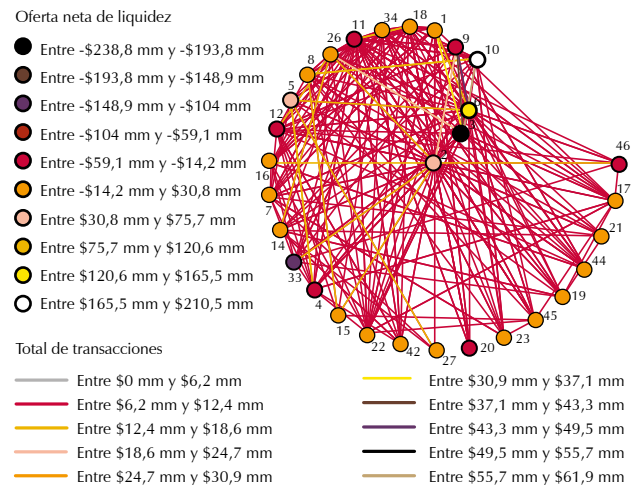 Oferta neta de liquidez
Entre -$238,8 mm y -$193,8 mm
Entre -$193,8 mm y -$148,9 mm
Entre -$148,9 mm y -$104 mm
Entre -$104 mm y -$59,1 mm
Entre -$59,1 mm y -$14,2 mm
Entre -$14,2 mm y $30,8 mm
Entre $30,8 mm y $75,7 mm
Entre $75,7 mm y $120,6 mm
Entre $120,6 mm y $165,5 mm
Entre $165,5 mm y $210,5 mm
11
34
18
1
9
10
26
8
5
12
16
7
14
33
4
15
22
42
27
20
23
45
19
44
21
17
46
Total de transacciones
Entre $0 mm y $6,2 mm
Entre $6,2 mm y $12,4 mm
Entre $12,4 mm y $18,6 mm
Entre $18,6 mm y $24,7 mm
Entre $24,7 mm y $30,9 mm
Entre $30,9 mm y $37,1 mm
Entre $37,1 mm y $43,3 mm
Entre $43,3 mm y $49,5 mm
Entre $49,5 mm y $55,7 mm
Entre $55,7 mm y $61,9 mm